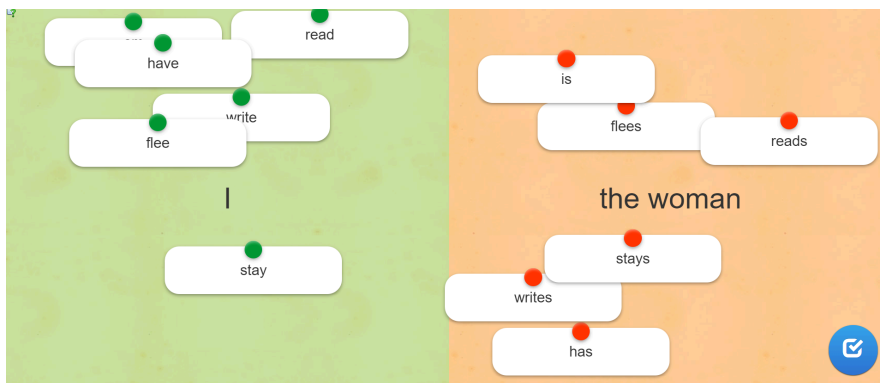 read
have
write
flee
I
stay
is
flees
reads
the woman
stays
writes
has